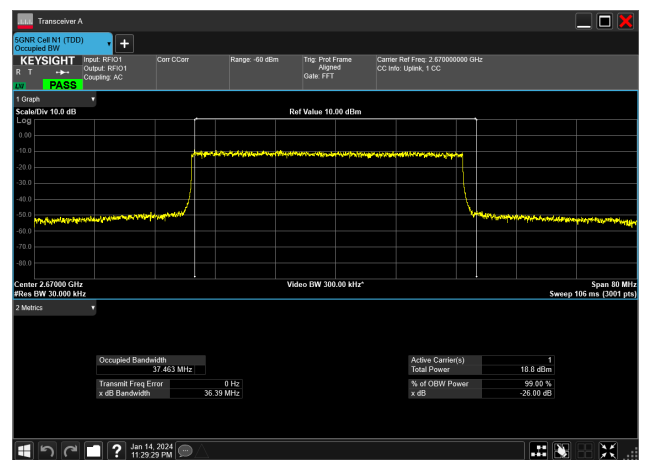 Transceiver A
5GNR Cell N1 (TDD)
Occupied BW
+
KEYSIGHT
R T
LV
PASS
Input: RFIO1
Output: RFIO1
Coupling: AC
Corr CCorr
Range: -60 dBm
Trig: Prot Frame
Aligned
Gate: FFT
Carrier Ref Freq: 2.670000000 GHz
CC Info: Uplink, 1 CC
1 Graph
Scale/Div 10.0 dB
Ref Value 10.00 dBm
Log
0.00
-10.0
-20.0
-30.0
-40.0
-50.0
-60.0
-70.0
-80.0
Center 2.67000 GHz
Video BW 300.00 kHz*
Span 80 MHz
#Res BW 30.000 kHz
Sweep 106 ms (3001 pts)
2 Metrics
Occupied Bandwidth
37.463 MHz
Active Carrier(s) 1
Total Power 18.8 dBm
Transmit Freq Error 0 Hz
x dB Bandwidth 36.39 MHz
% of OBW Power 99.00 %
x dB -26.00 dB
?
Jan 14, 2024
11:29:29 PM